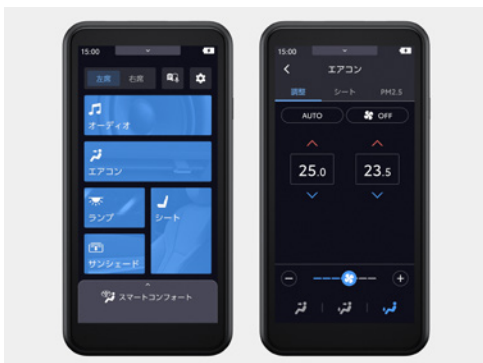 15:00
左席 右席
オーディオ
エアコン
ランプ
シート
サンシェード
スマートコンフォート
15:00
エアコン
調整 シート PM2.5
AUTO OFF
25.0 23.5